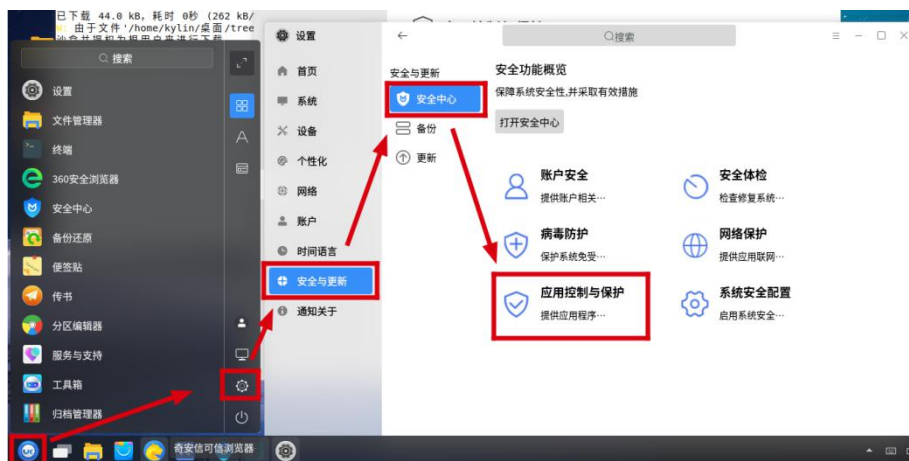 已下载 44.0 kB，耗时 0秒 (262 kB/
W: 由于文件'/home/kylin/桌面/tree
搜索
设置
文件管理器
终端
360安全浏览器
安全中心
备份还原
便签贴
传书
分区编辑器
服务与支持
工具箱
归档管理器
奇安信可信浏览器
设置
首页
系统
设备
个性化
网络
账户
时间语言
安全与更新
通知关于
搜索
安全与更新
安全中心
备份
更新
安全功能概览
保障系统安全性,并采取有效措施
打开安全中心
账户安全
提供账户相关…
安全体检
检查修复系统…
病毒防护
保护系统免受…
网络保护
提供应用联网…
应用控制与保护
提供应用程序…
系统安全配置
启用系统安全…